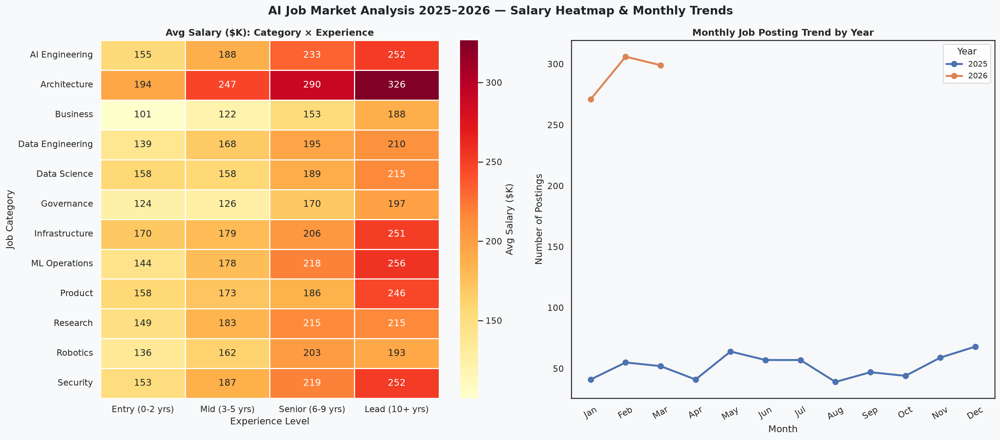 AI Job Market Analysis 2025–2026 — Salary Heatmap & Monthly Trends
Avg Salary ($K): Category × Experience
Job Category
AI Engineering 155 188 233 252
Architecture 194 247 290 326
Business 101 122 153 188
Data Engineering 139 168 195 210
Data Science 158 158 189 215
Governance 124 126 170 197
Infrastructure 170 179 206 251
ML Operations 144 178 218 256
Product 158 173 186 246
Research 149 183 215 215
Robotics 136 162 203 193
Security 153 187 219 252
Entry (0-2 yrs) Mid (3-5 yrs) Senior (6-9 yrs) Lead (10+ yrs)
Experience Level
300
250
200
150
Avg Salary ($K)
Monthly Job Posting Trend by Year
Year
2025
2026
Number of Postings
300
250
200
150
100
50
Jan Feb Mar Apr May Jun Jul Aug Sep Oct Nov Dec
Month